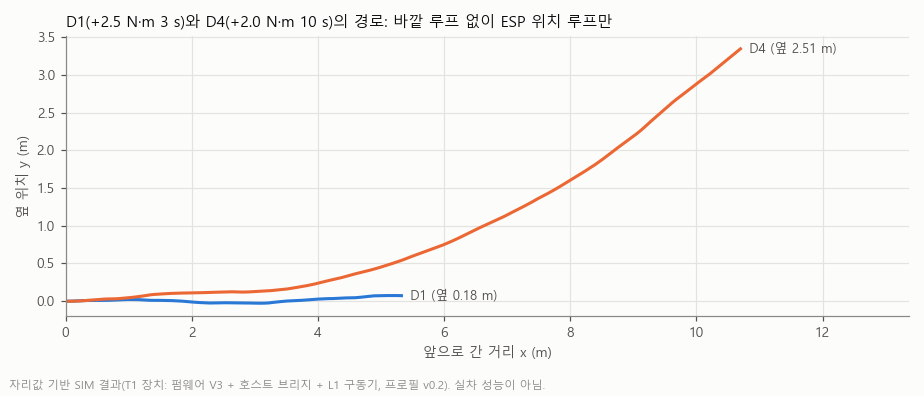 D1(+2.5 N·m 3 s)와 D4(+2.0 N·m 10 s)의 경로: 바깥 루프 없이 ESP 위치 루프만
3.5
3.0
2.5
2.0
1.5
1.0
0.5
0.0
옆 위치 y (m)
D4 (옆 2.51 m)
D1 (옆 0.18 m)
0
2
4
6
8
10
12
앞으로 간 거리 x (m)
자리값 기반 SIM 결과(T1 장치: 펌웨어 V3 + 호스트 브리지 + L1 구동기, 프로필 v0.2). 실차 성능이 아님.